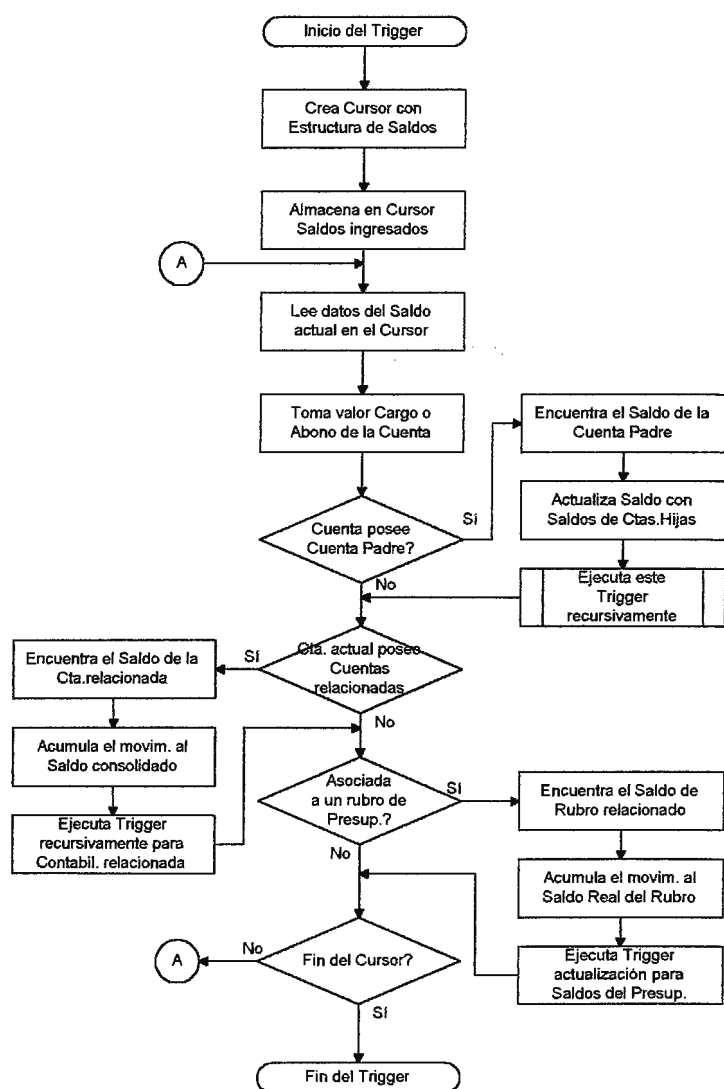 Inicio del Trigger
Crea Cursor con
Estructura de Saldos
Almacena en Cursor
Saldos ingresados
A
Lee datos del Saldo
actual en el Cursor
Toma valor Cargo o
Abono de la Cuenta
Encuentra el Saldo de la
Cuenta Padre
Cuenta posee
Cuenta Padre?
Sí
Actualiza Saldo con
Saldos de Ctas.Hijas
No
Ejecuta este
Trigger
recursivamente
Cta. actual posee
Cuentas
relacionadas
Sí
Encuentra el Saldo de la
Cta.relacionada
No
Acumula el movim. al
Saldo consolidado
Ejecuta Trigger
recursivamente para
Contabil. relacionada
Asociada
a un rubro de
Presup.?
Sí
Encuentra el Saldo de
Rubro relacionado
No
Acumula el movim. al
Saldo Real del Rubro
Ejecuta Trigger
actualización para
Saldos del Presup.
Fin del Cursor?
No
A
Sí
Fin del Trigger